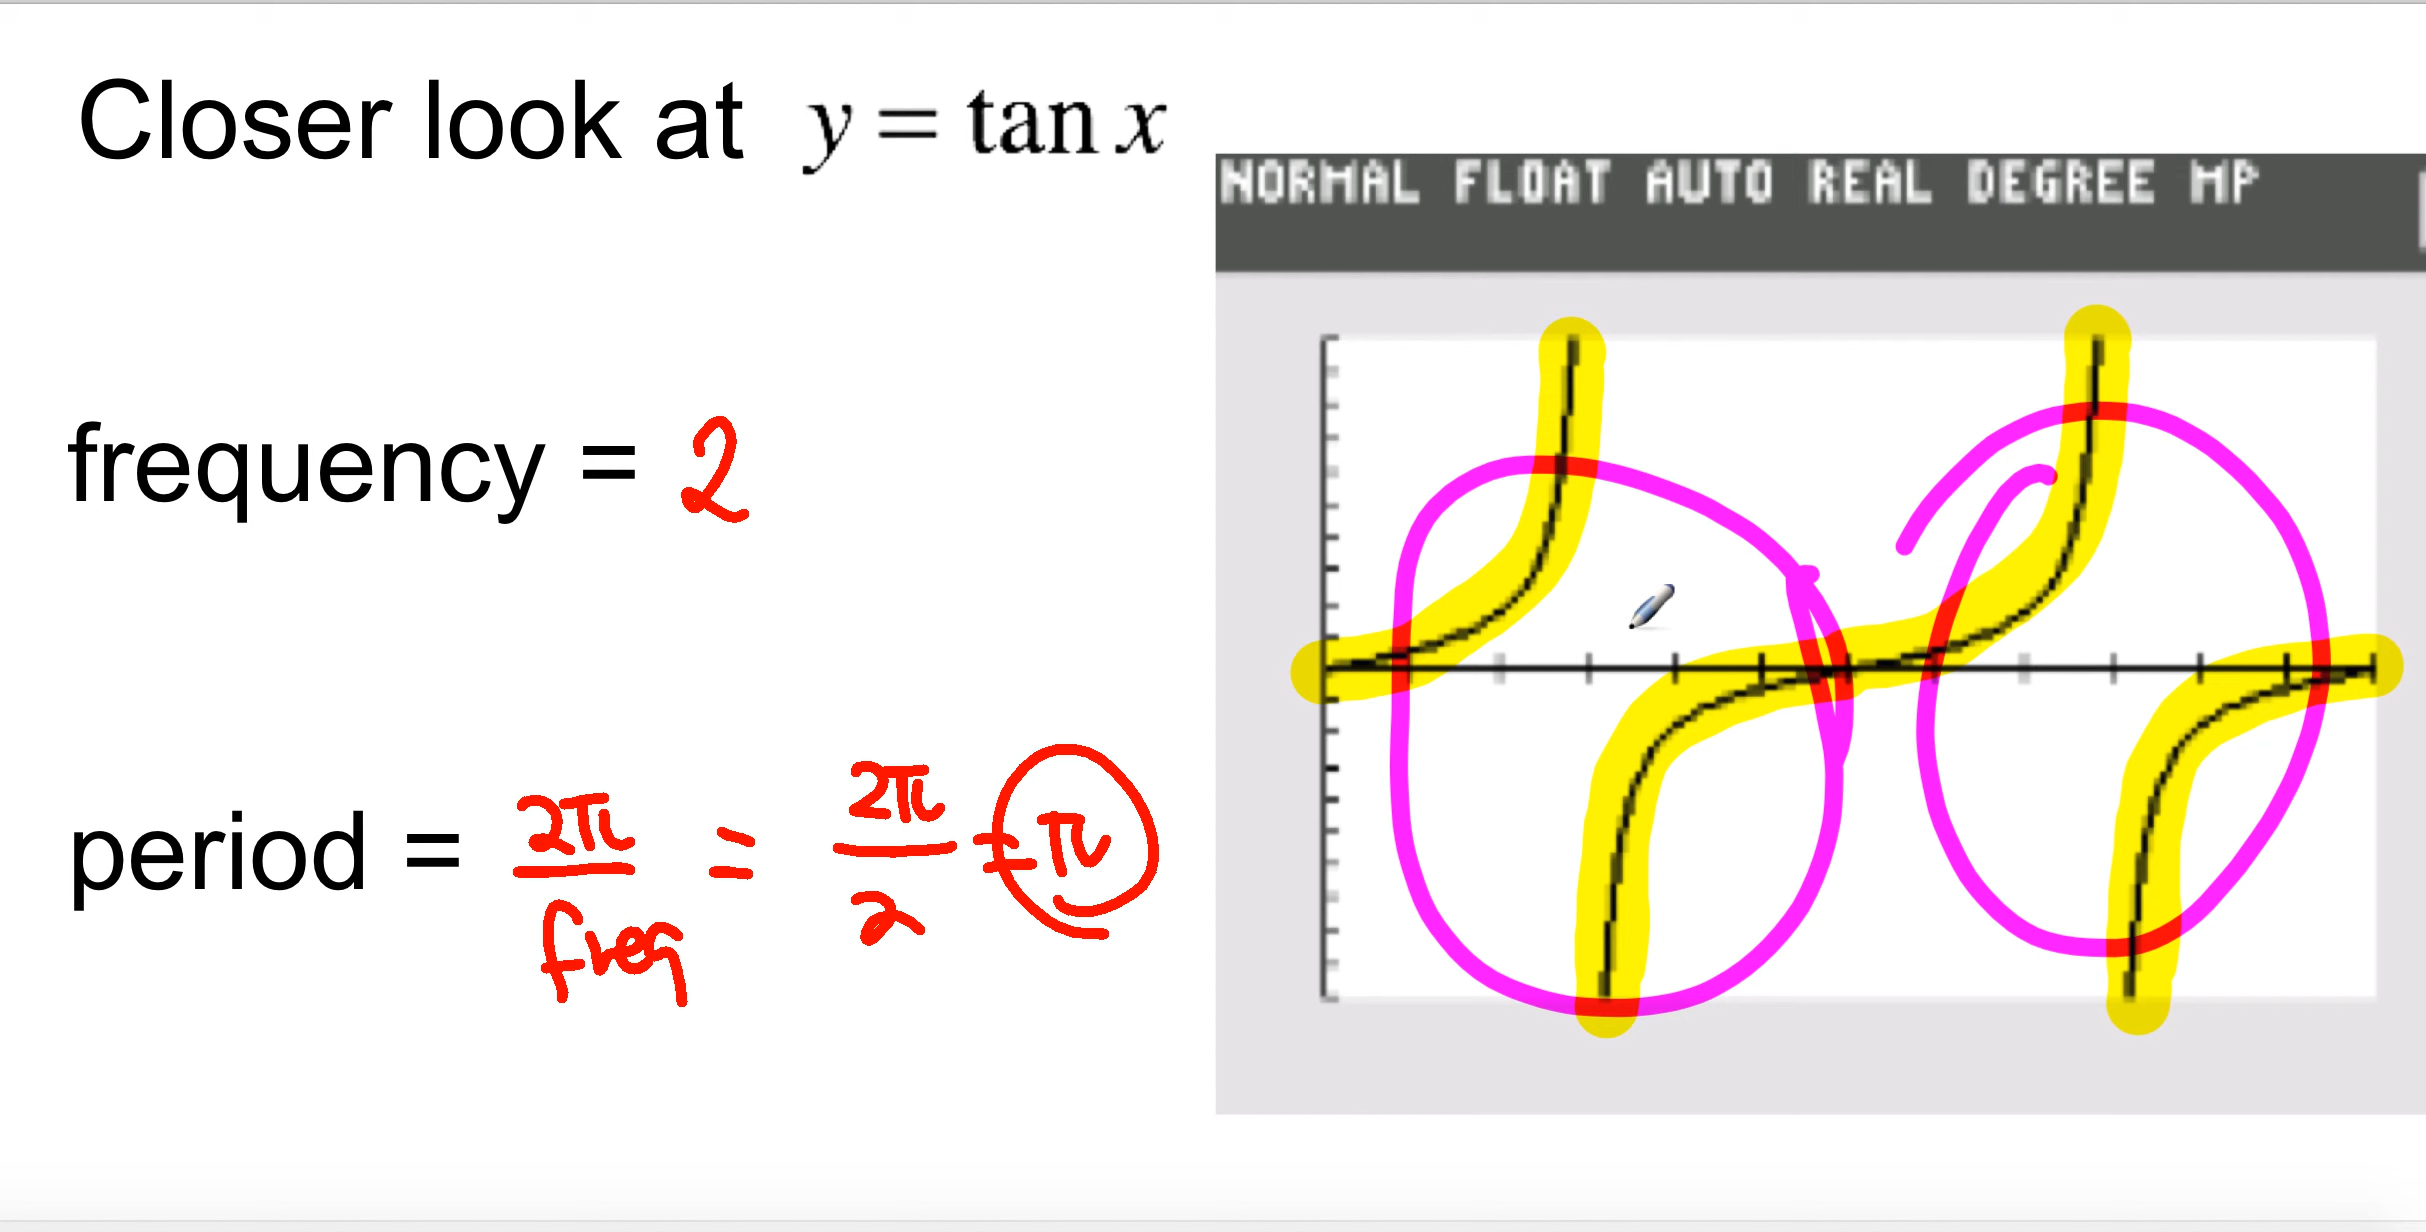 Closer look at y = tan x
NORMAL FLOAT AUTO REAL DEGREE MP
frequency = 2
period = 2π/freq = 2π/2 = π